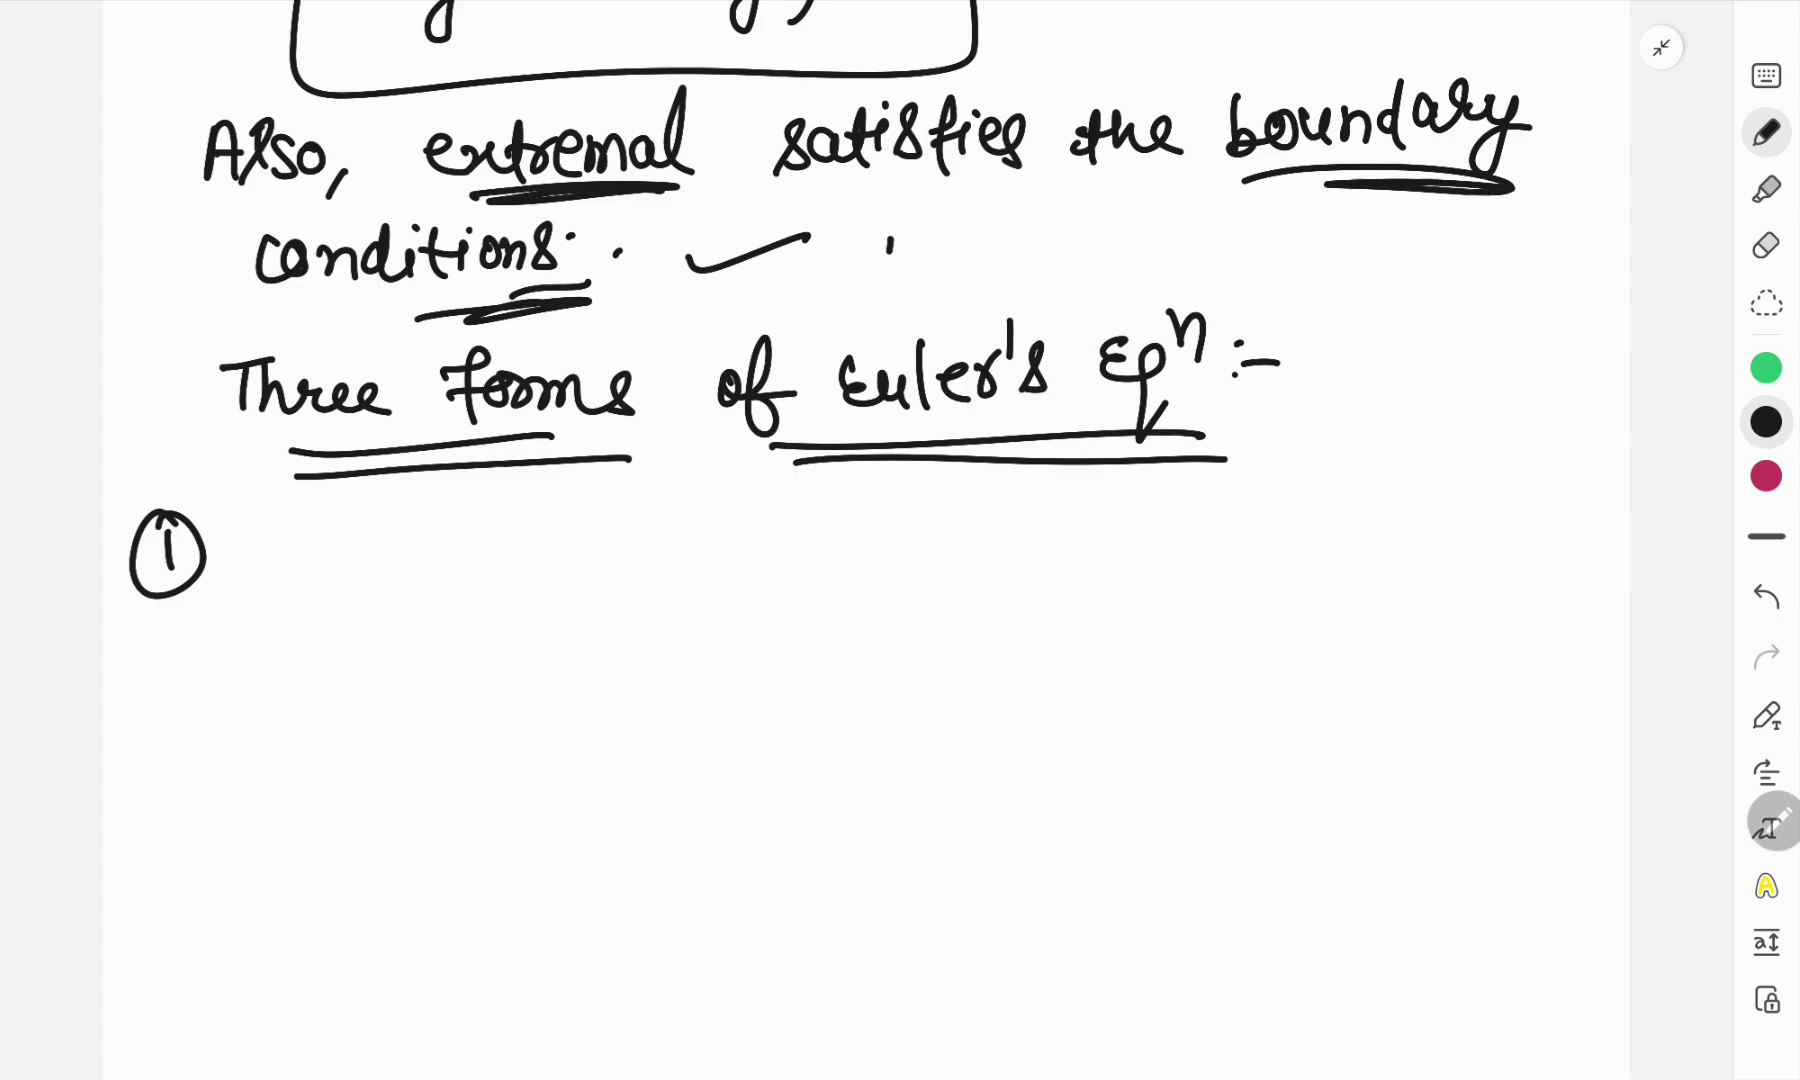 Also, extremal satisfies the boundary
conditions.
Three forms of Euler's Eqⁿ :-
①